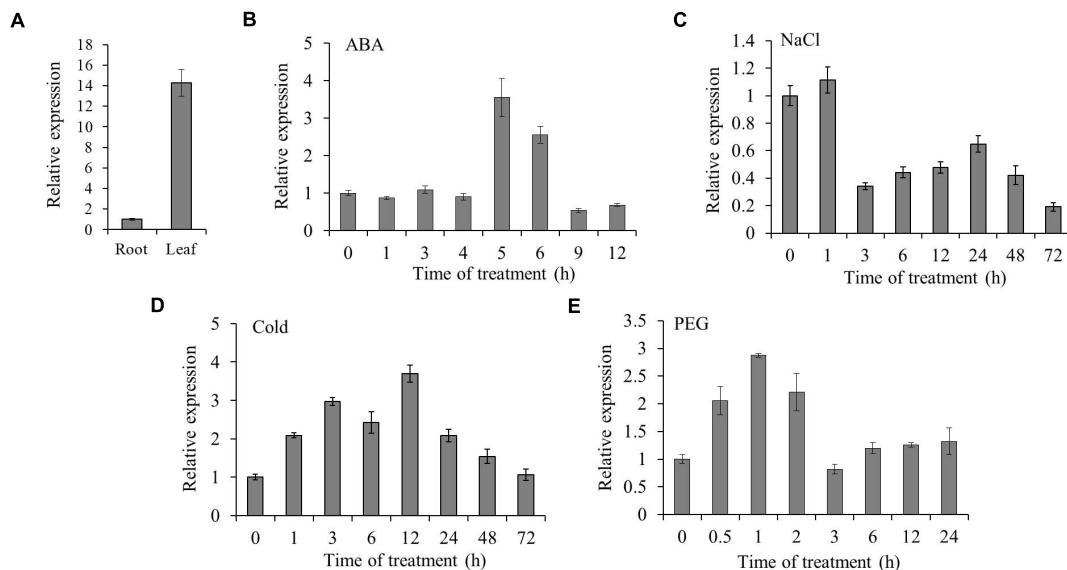 A
Relative expression
18
16
14
12
10
8
6
4
2
0
Root Leaf
B
ABA
Relative expression
5
4
3
2
1
0
0 1 3 4 5 6 9 12
Time of treatment (h)
C
NaCl
Relative expression
1.4
1.2
1
0.8
0.6
0.4
0.2
0
0 1 3 6 12 24 48 72
Time of treatment (h)
D
Cold
Relative expression
5
4
3
2
1
0
0 1 3 6 12 24 48 72
Time of treatment (h)
E
PEG
Relative expression
3.5
3
2.5
2
1.5
1
0.5
0
0 0.5 1 2 3 6 12 24
Time of treatment (h)